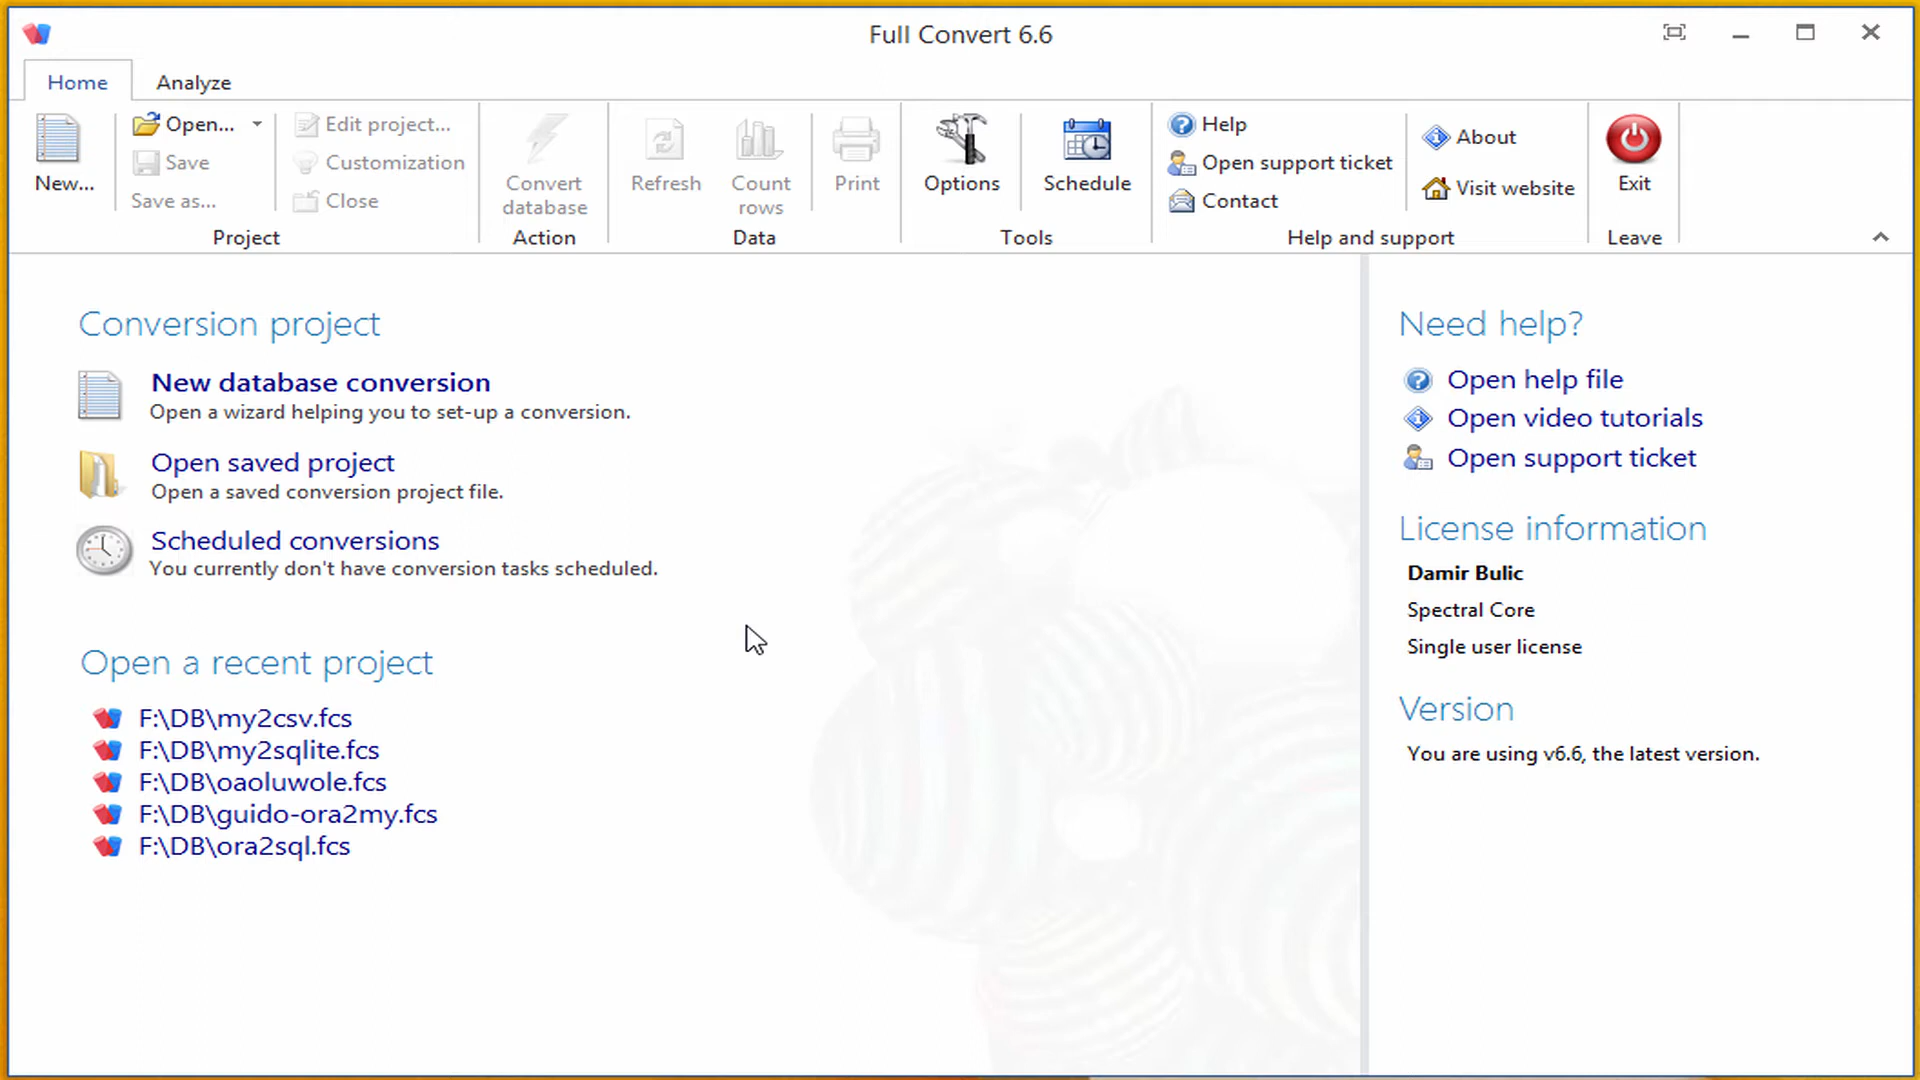 Full Convert 6.6
Home
Analyze
New...
Open...
Save
Save as...
Edit project...
Customization
Close
Project
Convert
database
Action
Refresh
Count
rows
Print
Data
Options
Schedule
Tools
Help
Open support ticket
Contact
About
Visit website
Help and support
Exit
Leave
Conversion project
New database conversion
Open a wizard helping you to set-up a conversion.
Open saved project
Open a saved conversion project file.
Scheduled conversions
You currently don't have conversion tasks scheduled.
Open a recent project
F:\DB\my2csv.fcs
F:\DB\my2sqlite.fcs
F:\DB\oaoluwole.fcs
F:\DB\guido-ora2my.fcs
F:\DB\ora2sql.fcs
Need help?
Open help file
Open video tutorials
Open support ticket
License information
Damir Bulic
Spectral Core
Single user license
Version
You are using v6.6, the latest version.